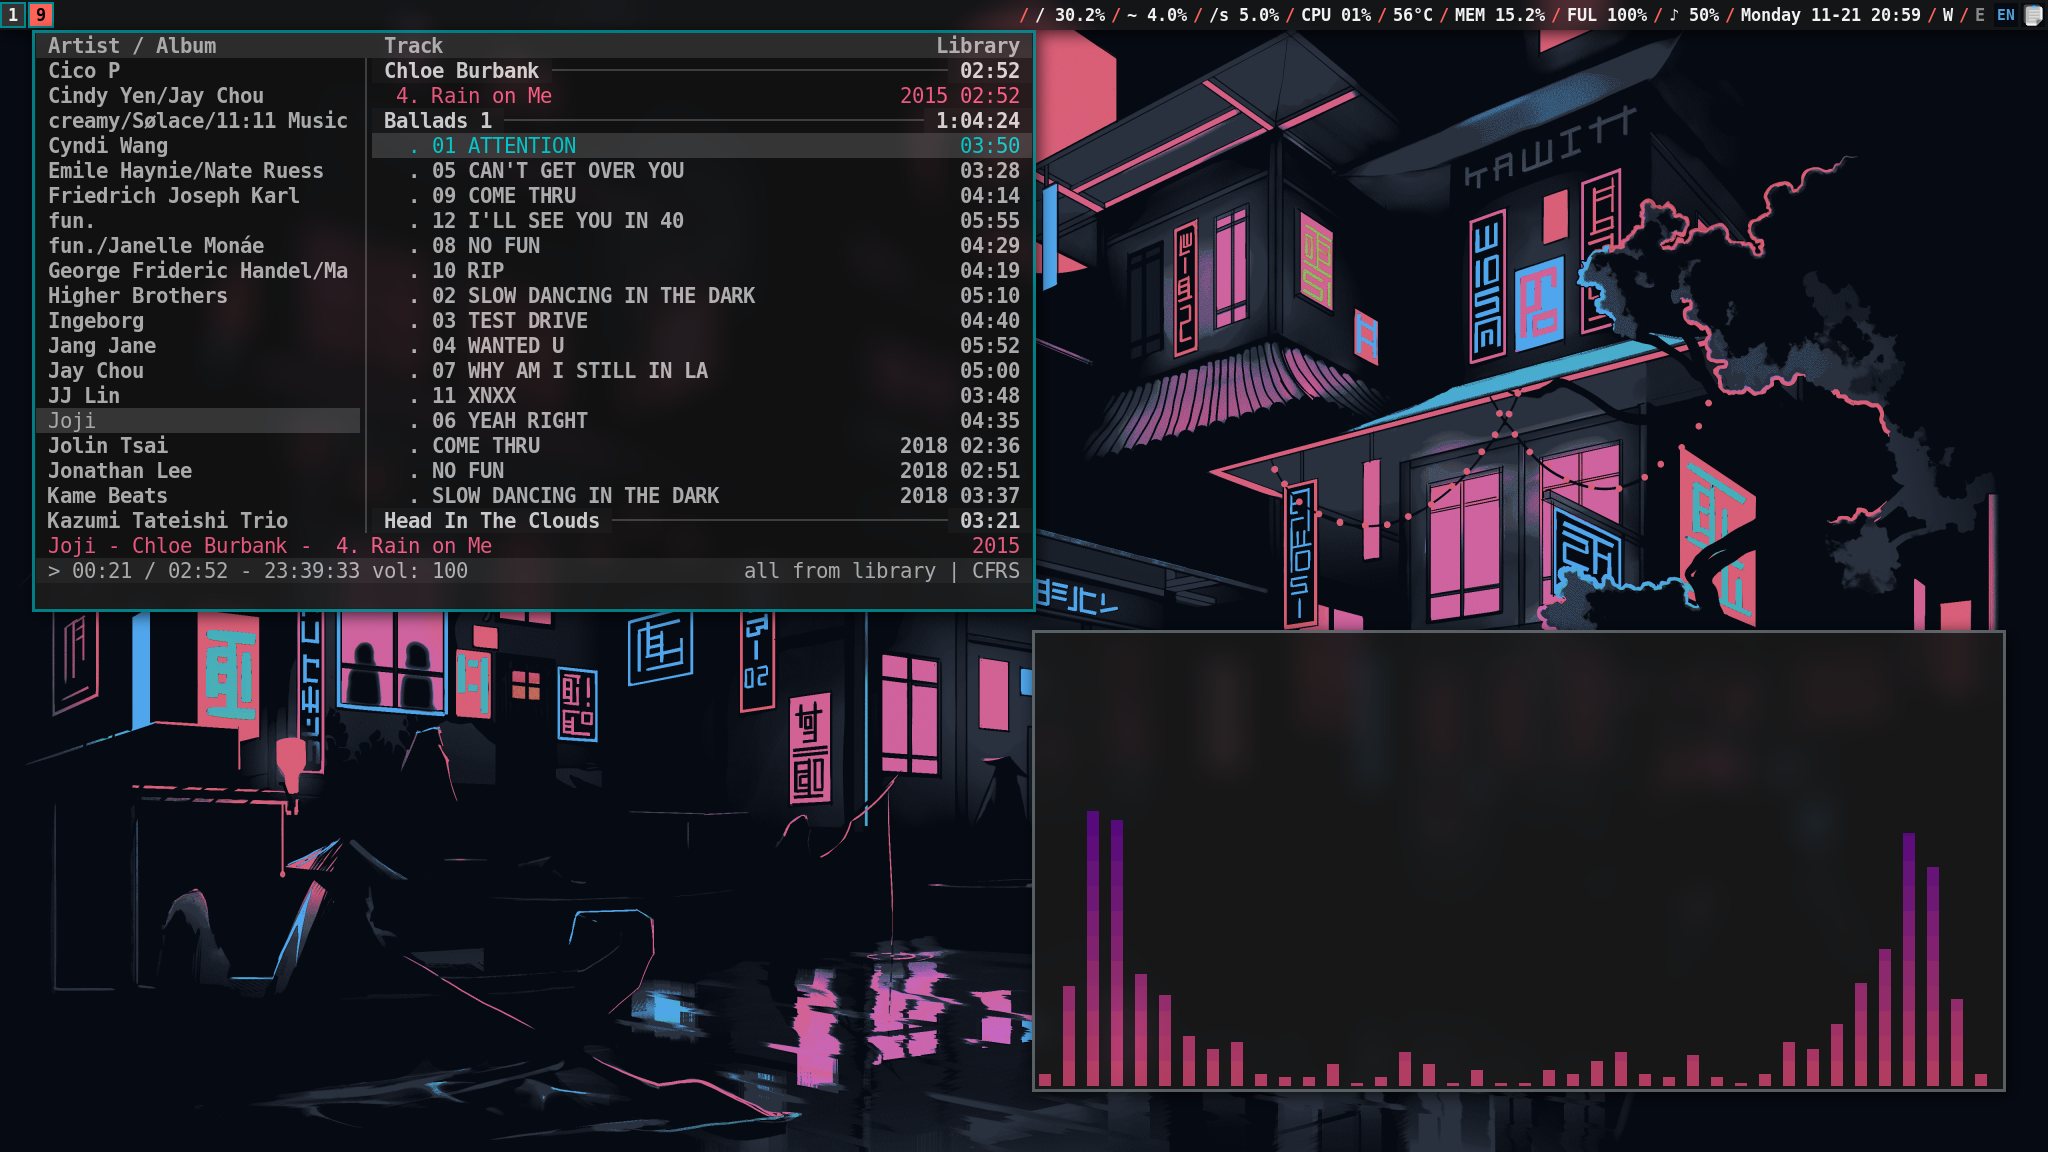 1 9 / / 30.2% / ~ 4.0% / /s 5.0% / CPU 01% / 56°C / MEM 15.2% / FUL 100% / ♪ 50% / Monday 11-21 20:59 / W / E EN
Artist / Album Track Library
Cico P Chloe Burbank 02:52
Cindy Yen/Jay Chou 4. Rain on Me 2015 02:52
creamy/Sølace/11:11 Music Ballads 1 1:04:24
Cyndi Wang . 01 ATTENTION 03:50
Emile Haynie/Nate Ruess . 05 CAN'T GET OVER YOU 03:28
Friedrich Joseph Karl . 09 COME THRU 04:14
fun. . 12 I'LL SEE YOU IN 40 05:55
fun./Janelle Monáe . 08 NO FUN 04:29
George Frideric Handel/Ma . 10 RIP 04:19
Higher Brothers . 02 SLOW DANCING IN THE DARK 05:10
Ingeborg . 03 TEST DRIVE 04:40
Jang Jane . 04 WANTED U 05:52
Jay Chou . 07 WHY AM I STILL IN LA 05:00
JJ Lin . 11 XNXX 03:48
Joji . 06 YEAH RIGHT 04:35
Jolin Tsai . COME THRU 2018 02:36
Jonathan Lee . NO FUN 2018 02:51
Kame Beats . SLOW DANCING IN THE DARK 2018 03:37
Kazumi Tateishi Trio Head In The Clouds 03:21
Joji - Chloe Burbank - 4. Rain on Me 2015
> 00:21 / 02:52 - 23:39:33 vol: 100 all from library | CFRS